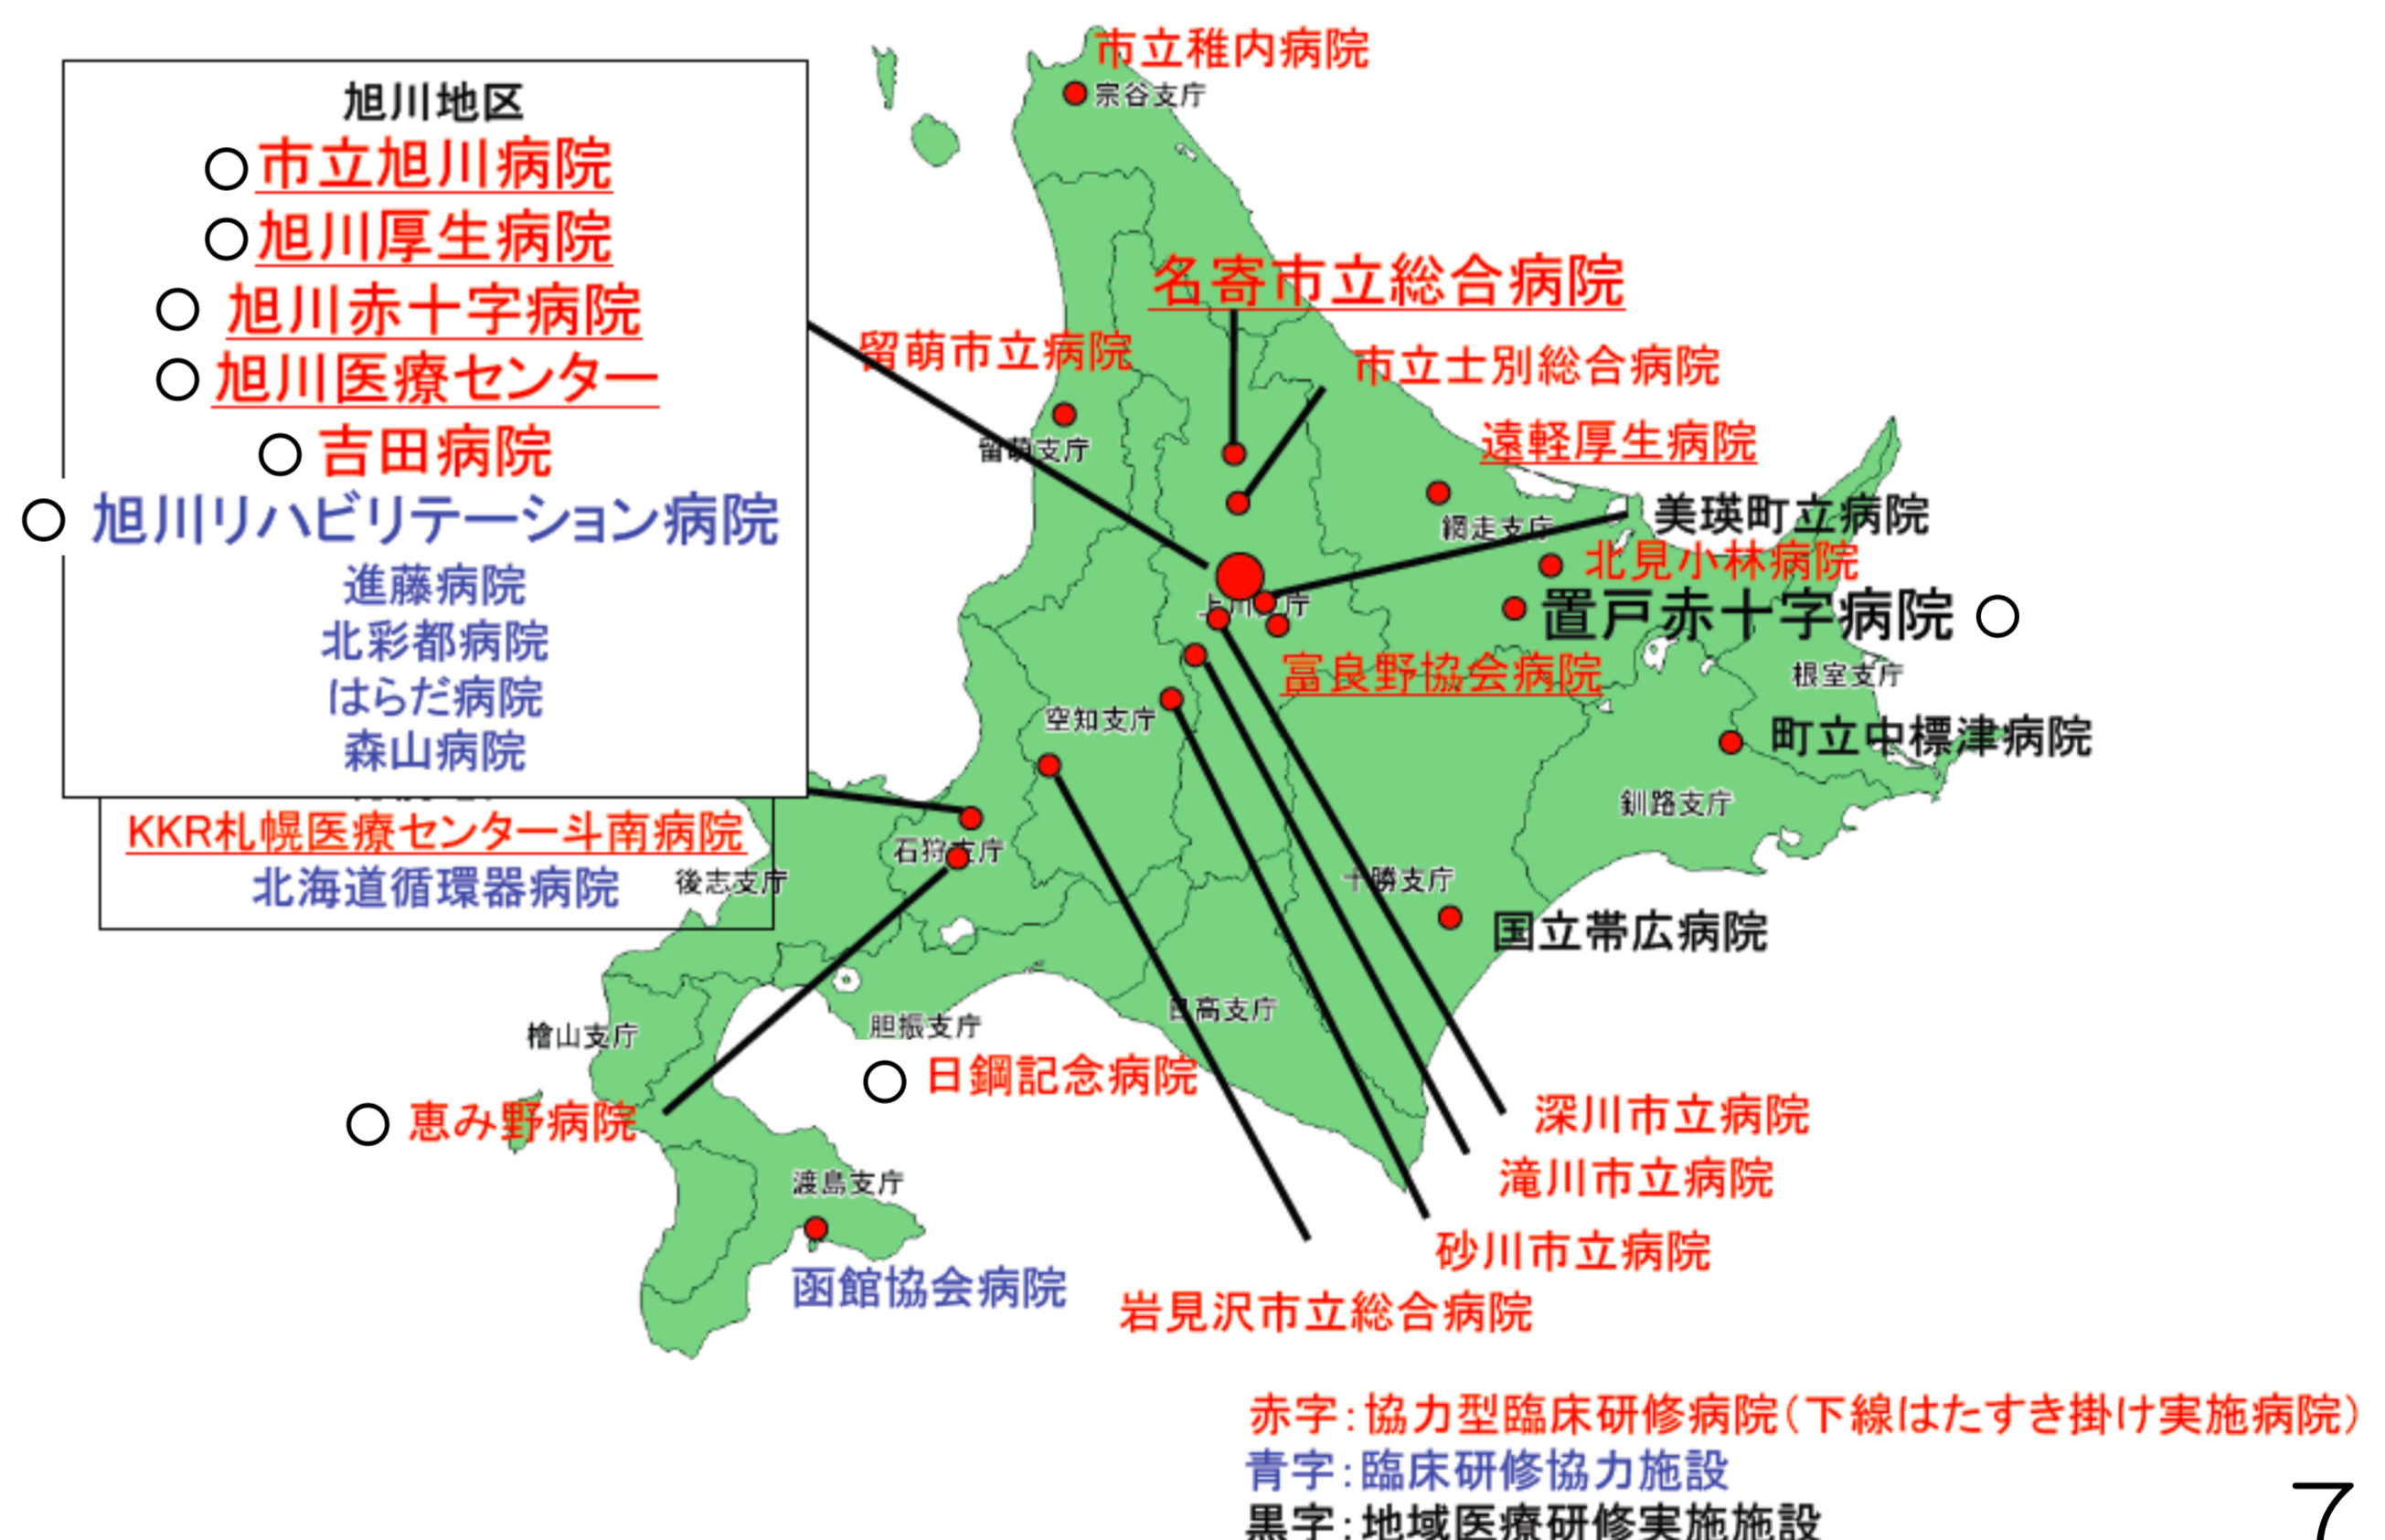 市立稚内病院
宗谷支庁
旭川地区
○市立旭川病院
○旭川厚生病院
○旭川赤十字病院
○旭川医療センター
○吉田病院
○旭川リハビリテーション病院
進藤病院
北彩都病院
はらだ病院
森山病院
KKR札幌医療センター斗南病院
北海道循環器病院
名寄市立総合病院
留萌市立病院
市立士別総合病院
留萌支庁
遠軽厚生病院
美瑛町立病院
網走支庁
北見小林病院
上川支庁
置戸赤十字病院○
富良野協会病院
根室支庁
空知支庁
町立中標津病院
釧路支庁
石狩支庁
後志支庁
十勝支庁
国立帯広病院
日高支庁
胆振支庁
檜山支庁
○日鋼記念病院
○恵み野病院
深川市立病院
滝川市立病院
渡島支庁
砂川市立病院
函館協会病院
岩見沢市立総合病院
赤字：協力型臨床研修病院（下線はたすき掛け実施病院）
青字：臨床研修協力施設
黒字：地域医療研修実施施設
7